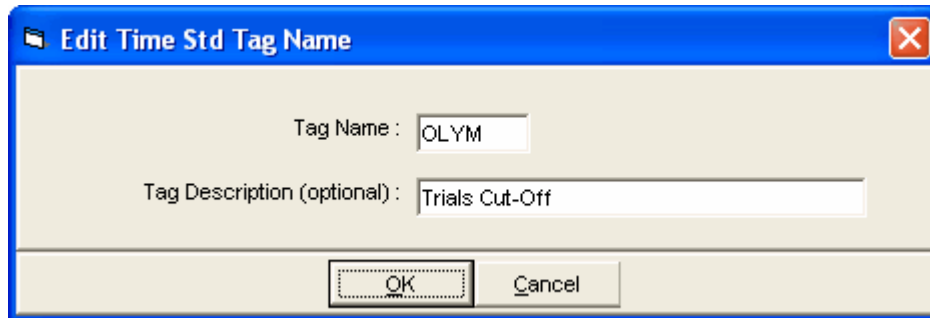 Edit Time Std Tag Name
Tag Name : OLYM
Tag Description (optional) : Trials Cut-Off
OK Cancel